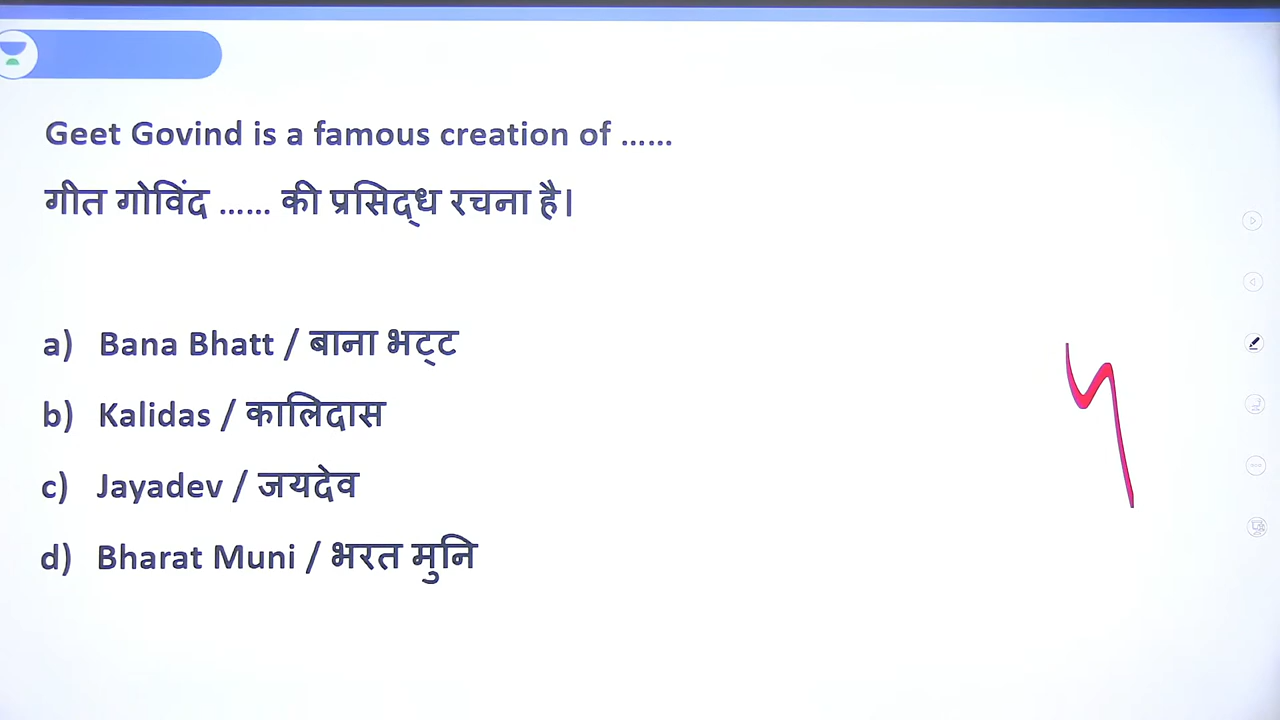 Geet Govind is a famous creation of ......
गीत गोविंद ...... की प्रसिद्ध रचना है।
a) Bana Bhatt / बाना भट्ट
b) Kalidas / कालिदास
c) Jayadev / जयदेव
d) Bharat Muni / भरत मुनि